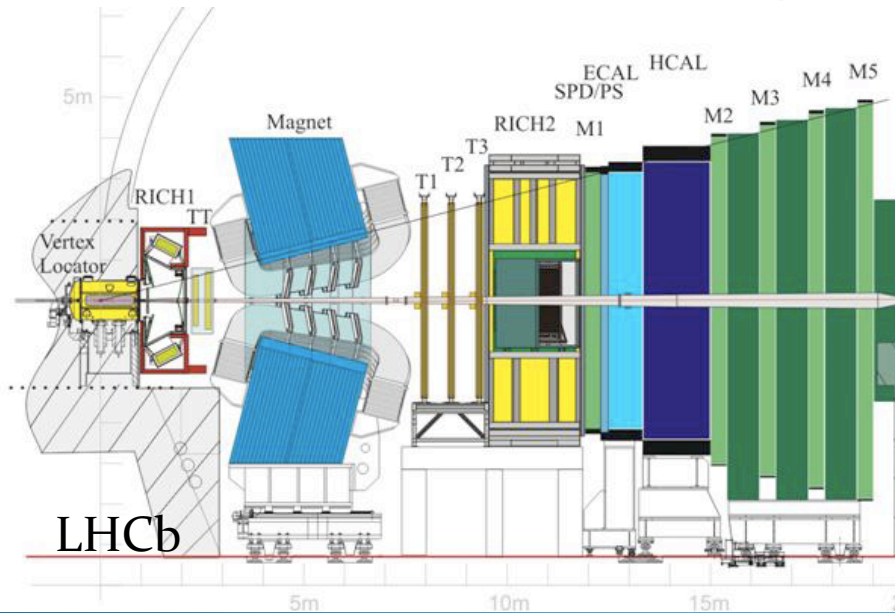 5m
Vertex
Locator
RICH1
TT
Magnet
T1
T2
T3
RICH2
M1
SPD/PS
ECAL
HCAL
M2
M3
M4
M5
LHCb
5m
10m
15m